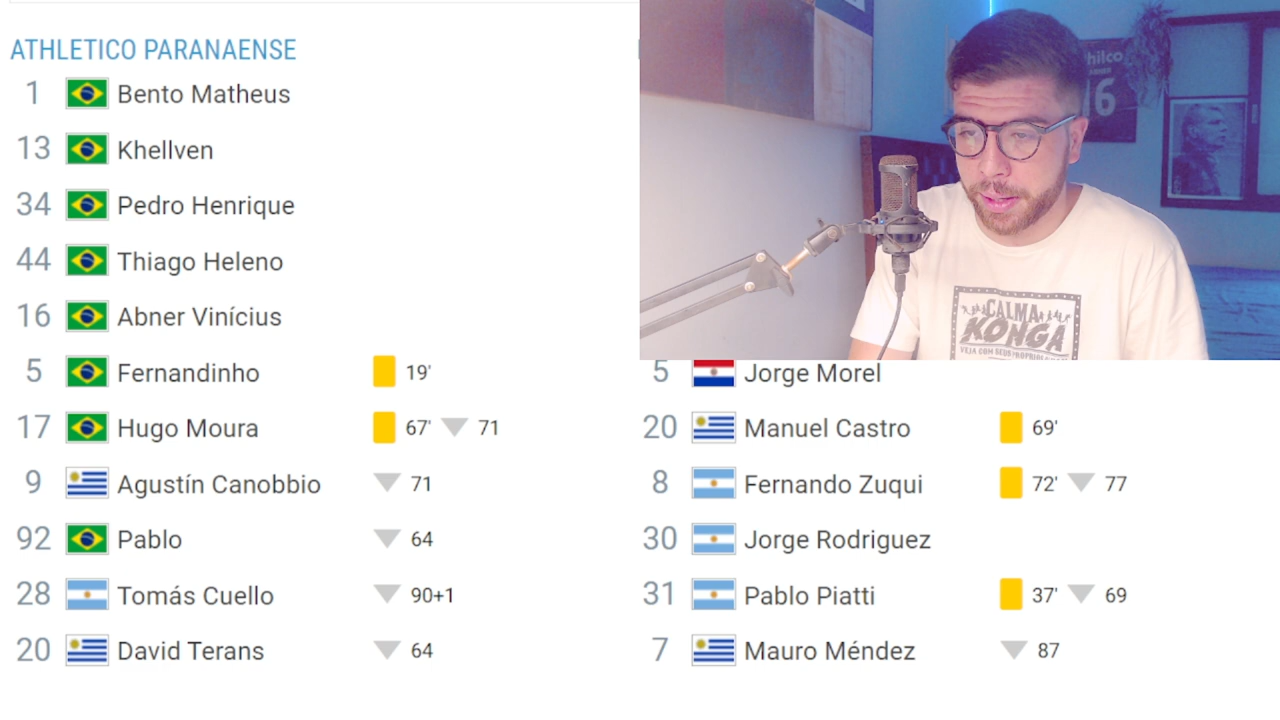 ATHLETICO PARANAENSE
1 Bento Matheus
13 Khellven
34 Pedro Henrique
44 Thiago Heleno
16 Abner Vinícius
5 Fernandinho 19'
17 Hugo Moura 67' 71
9 Agustín Canobbio 71
92 Pablo 64
28 Tomás Cuello 90+1
20 David Terans 64
hilco
16
CALMA
KONGA
5 Jorge Morel
20 Manuel Castro 69'
8 Fernando Zuqui 72' 77
30 Jorge Rodriguez
31 Pablo Piatti 37' 69
7 Mauro Méndez 87